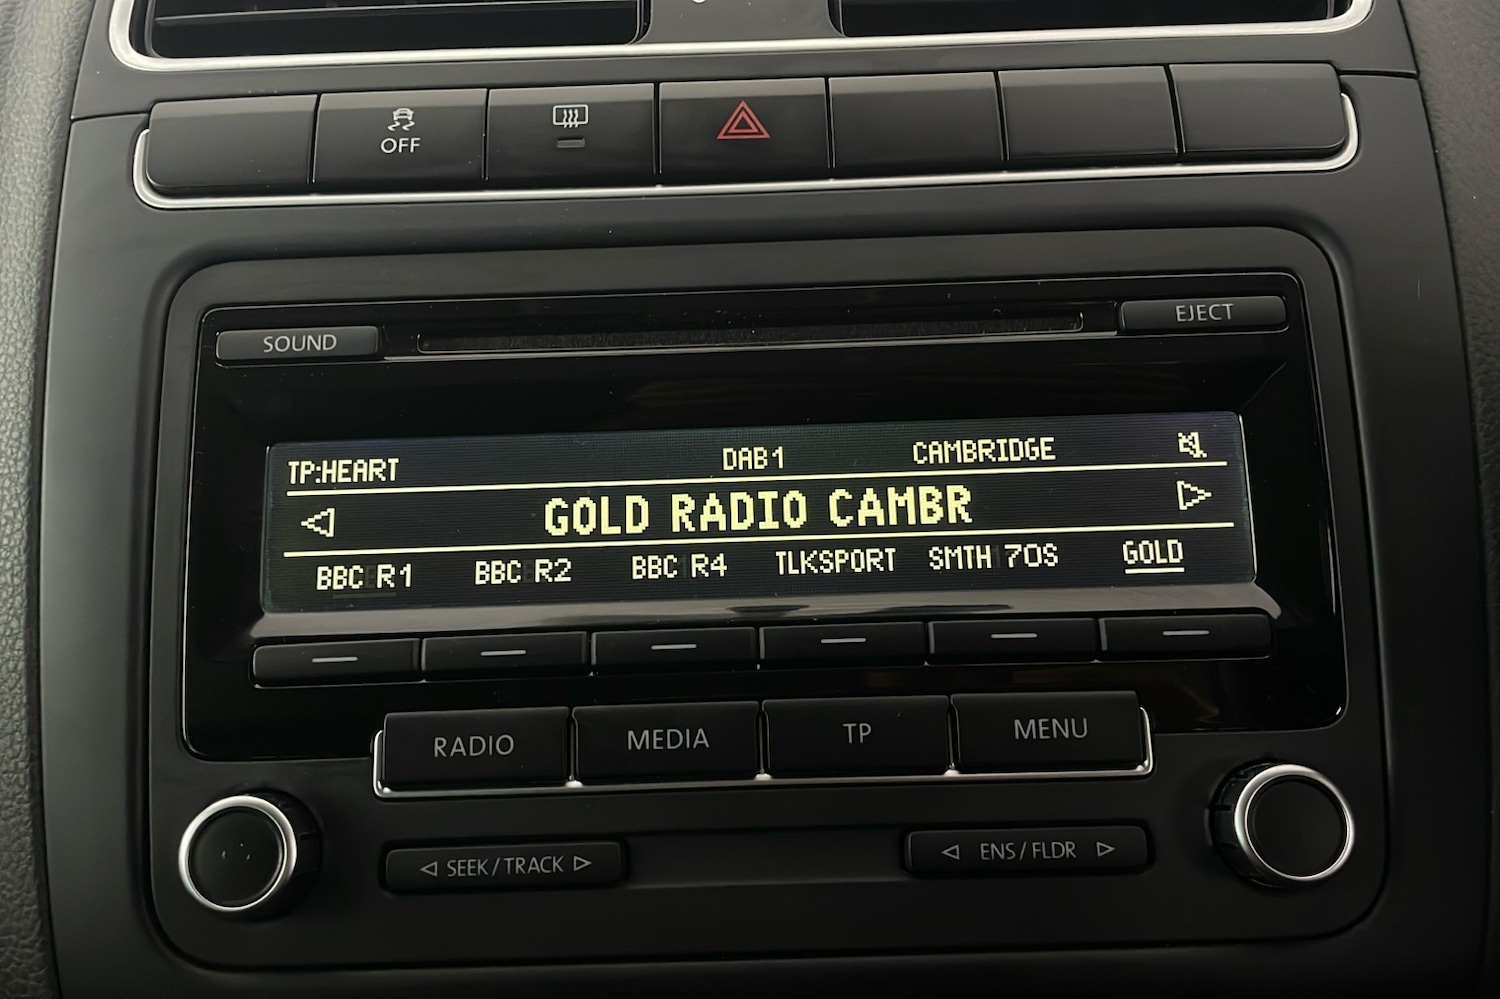 OFF
SOUND
EJECT
TP:HEART DAB1 CAMBRIDGE
GOLD RADIO CAMBR
BBC R1 BBC R2 BBC R4 TLKSPORT SMTH 70S GOLD
RADIO MEDIA TP MENU
SEEK/TRACK
ENS/FLDR